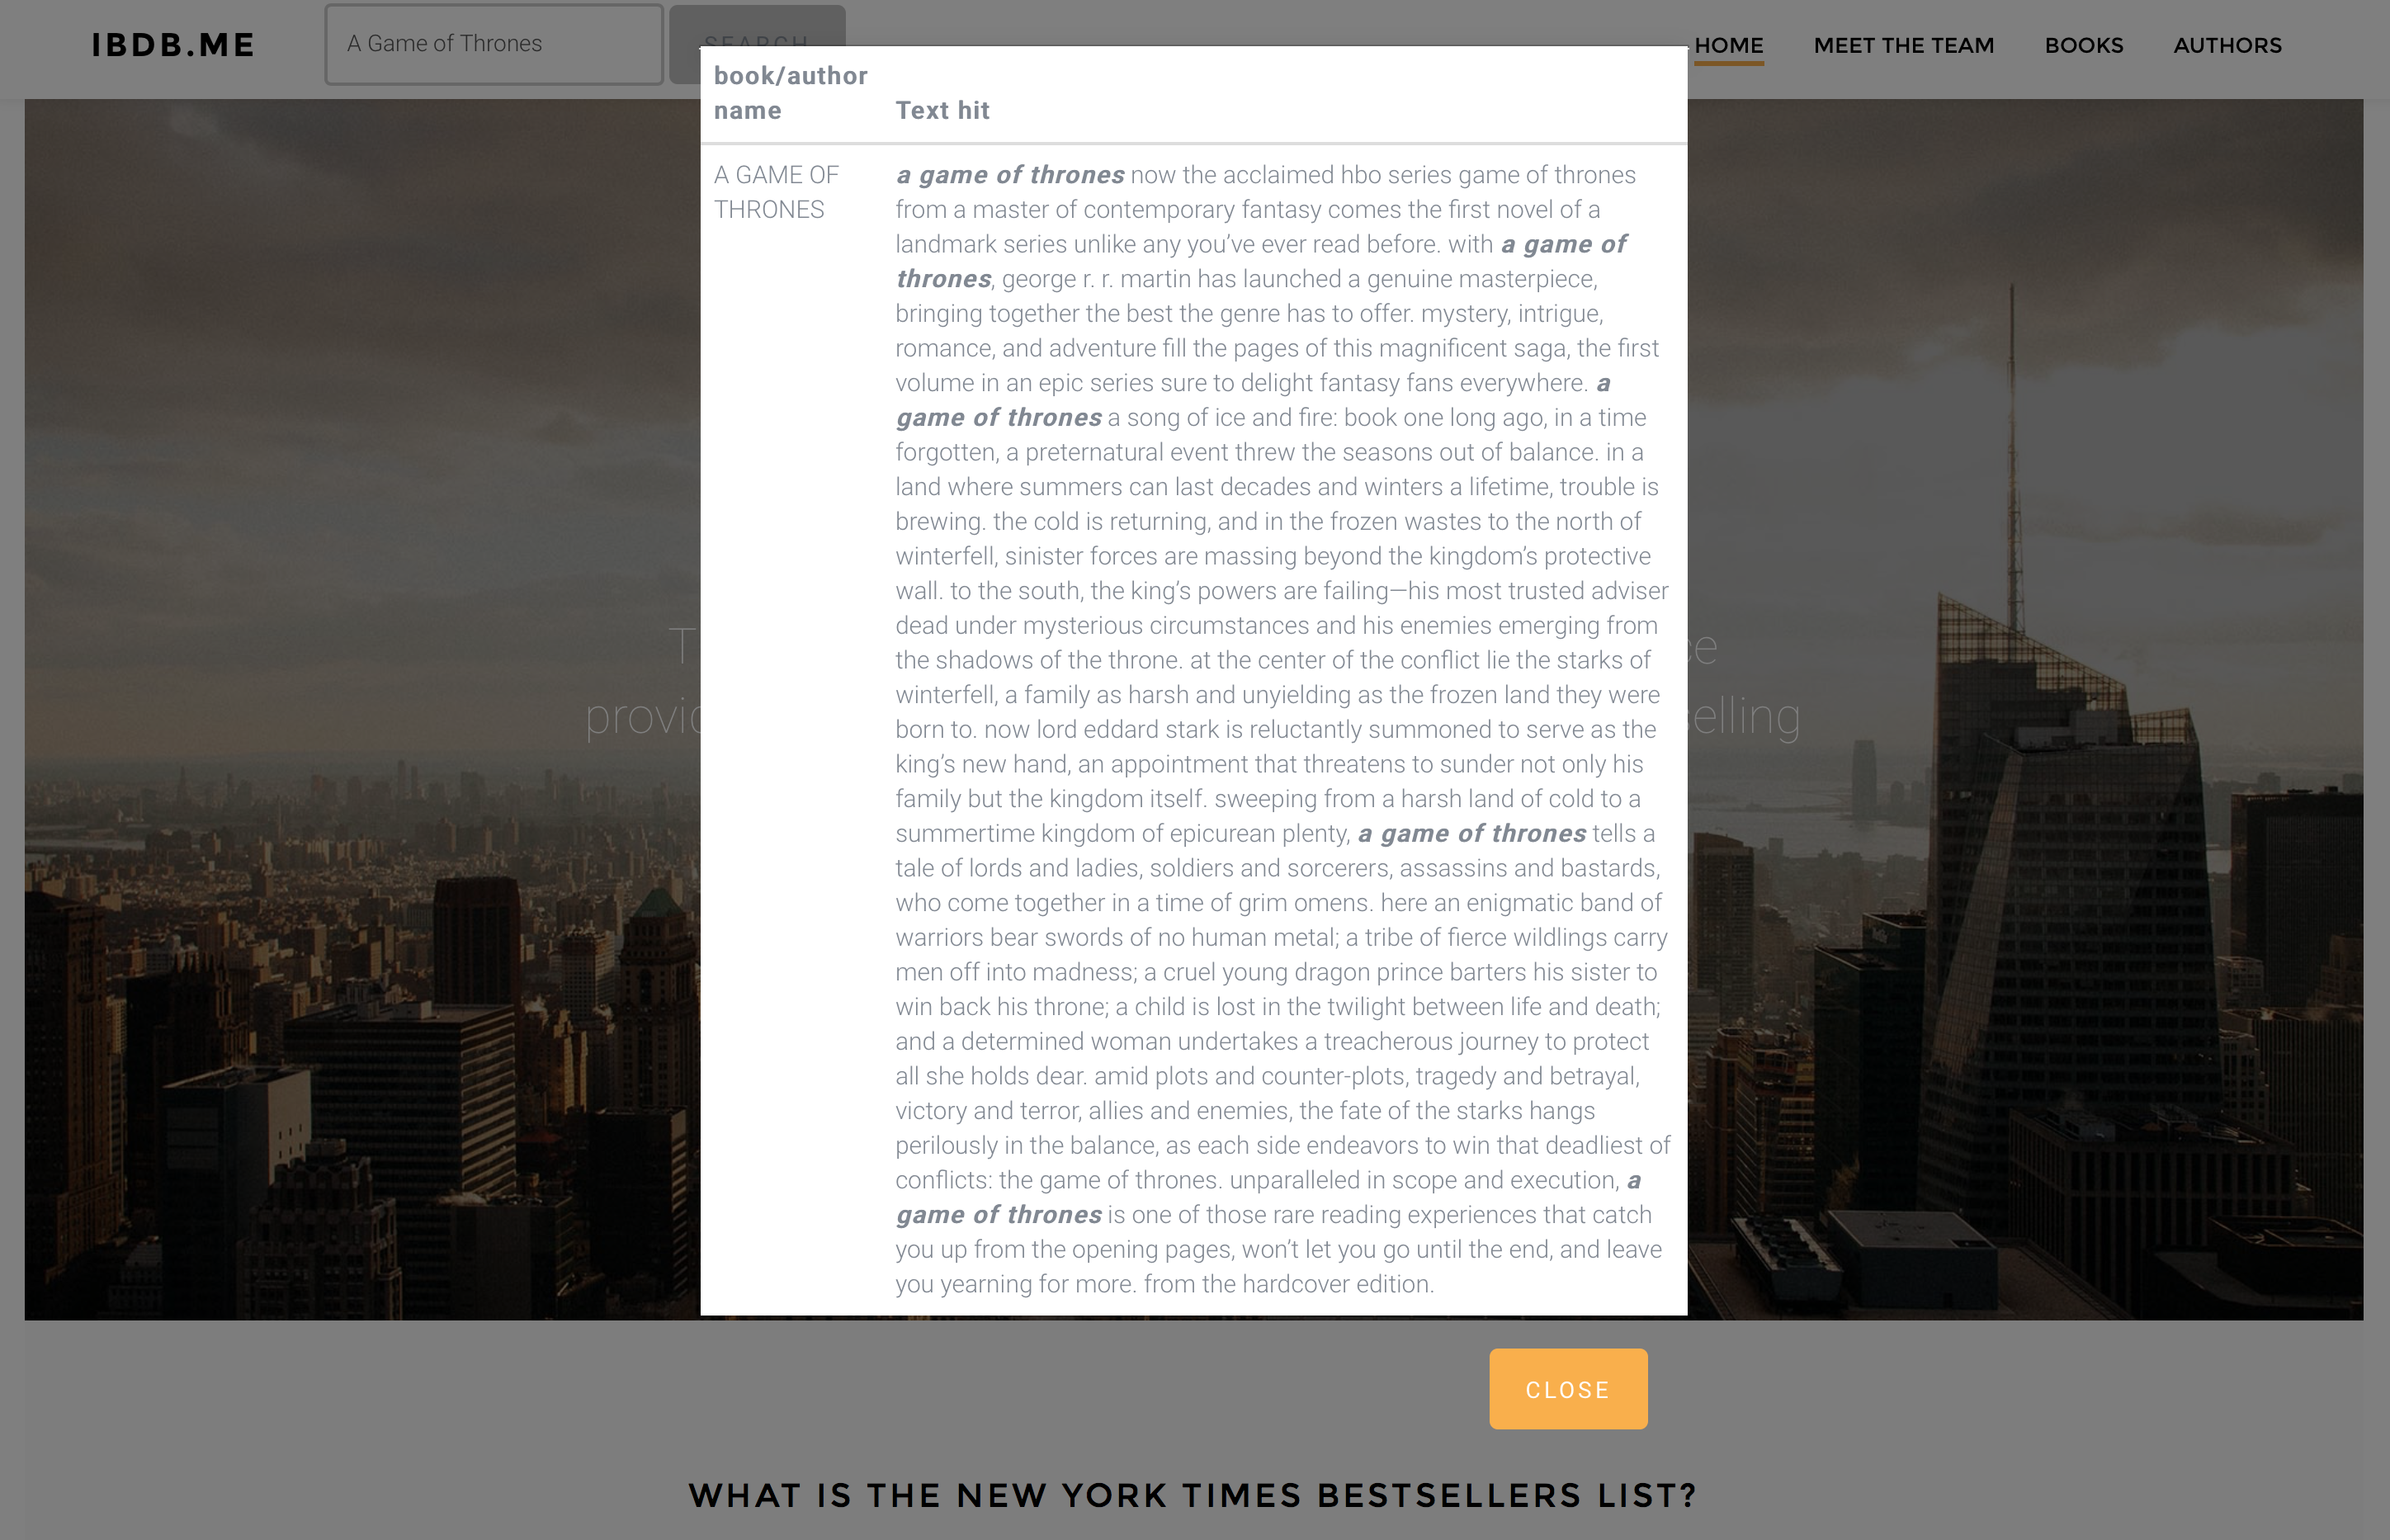 IBDB.ME
A Game of Thrones
SEARCH
HOME
MEET THE TEAM
BOOKS
AUTHORS
book/author
name
Text hit
A GAME OF
THRONES
a game of thrones now the acclaimed hbo series game of thrones
from a master of contemporary fantasy comes the first novel of a
landmark series unlike any you’ve ever read before. with a game of
thrones, george r. r. martin has launched a genuine masterpiece,
bringing together the best the genre has to offer. mystery, intrigue,
romance, and adventure fill the pages of this magnificent saga, the first
volume in an epic series sure to delight fantasy fans everywhere. a
game of thrones a song of ice and fire: book one long ago, in a time
forgotten, a preternatural event threw the seasons out of balance. in a
land where summers can last decades and winters a lifetime, trouble is
brewing. the cold is returning, and in the frozen wastes to the north of
winterfell, sinister forces are massing beyond the kingdom’s protective
wall. to the south, the king’s powers are failing—his most trusted adviser
dead under mysterious circumstances and his enemies emerging from
the shadows of the throne. at the center of the conflict lie the starks of
winterfell, a family as harsh and unyielding as the frozen land they were
born to. now lord eddard stark is reluctantly summoned to serve as the
king’s new hand, an appointment that threatens to sunder not only his
family but the kingdom itself. sweeping from a harsh land of cold to a
summertime kingdom of epicurean plenty, a game of thrones tells a
tale of lords and ladies, soldiers and sorcerers, assassins and bastards,
who come together in a time of grim omens. here an enigmatic band of
warriors bear swords of no human metal; a tribe of fierce wildlings carry
men off into madness; a cruel young dragon prince barters his sister to
win back his throne; a child is lost in the twilight between life and death;
and a determined woman undertakes a treacherous journey to protect
all she holds dear. amid plots and counter-plots, tragedy and betrayal,
victory and terror, allies and enemies, the fate of the starks hangs
perilously in the balance, as each side endeavors to win that deadliest of
conflicts: the game of thrones. unparalleled in scope and execution, a
game of thrones is one of those rare reading experiences that catch
you up from the opening pages, won’t let you go until the end, and leave
you yearning for more. from the hardcover edition.
CLOSE
WHAT IS THE NEW YORK TIMES BESTSELLERS LIST?